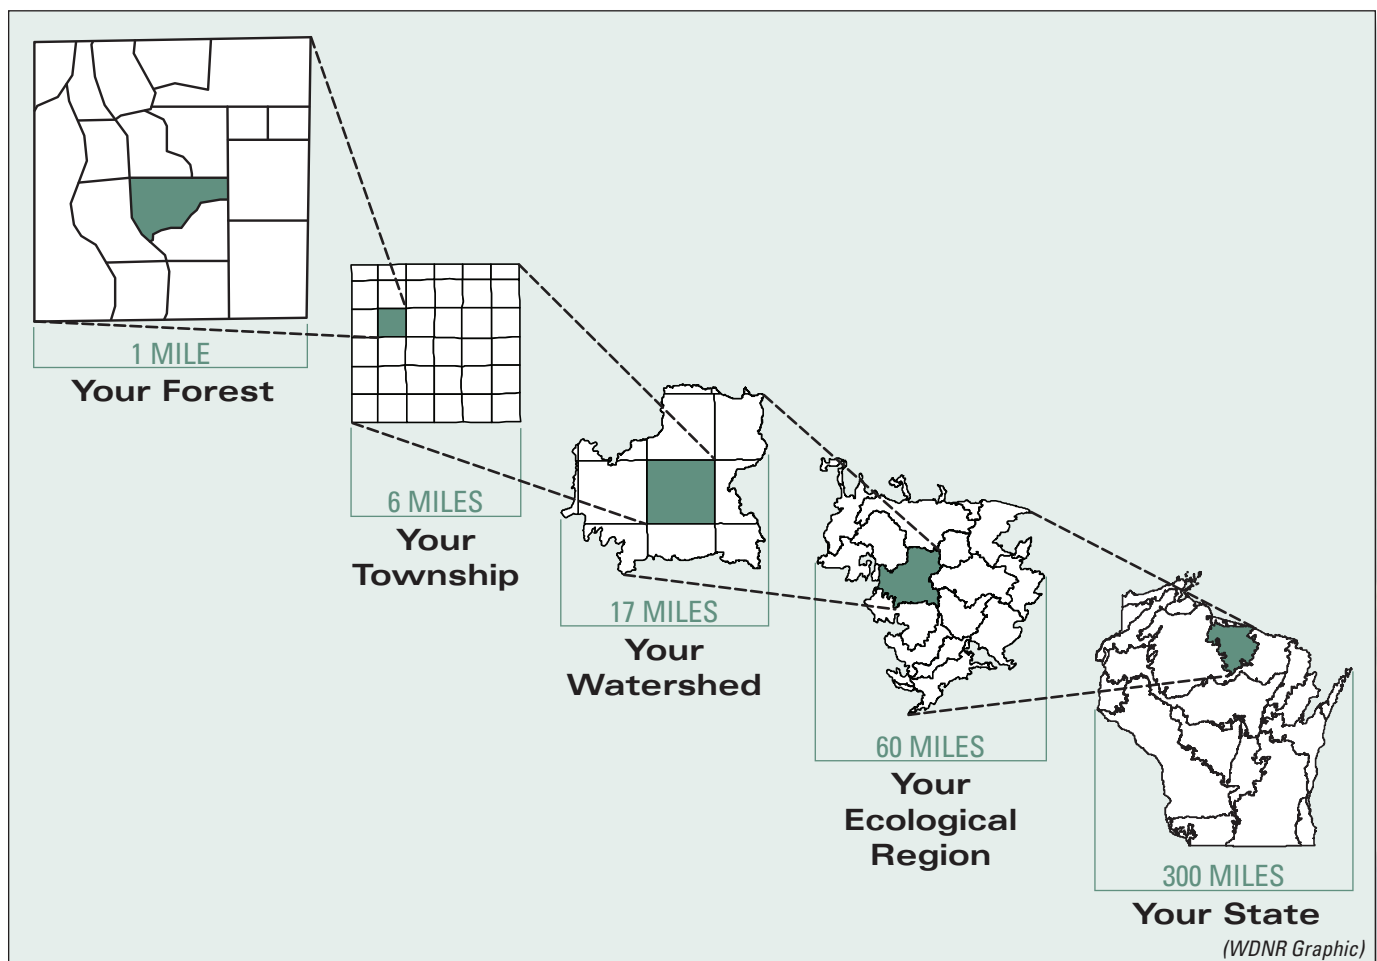 1 MILE
Your Forest
6 MILES
Your
Township
17 MILES
Your
Watershed
60 MILES
Your
Ecological
Region
300 MILES
Your State
(WDNR Graphic)